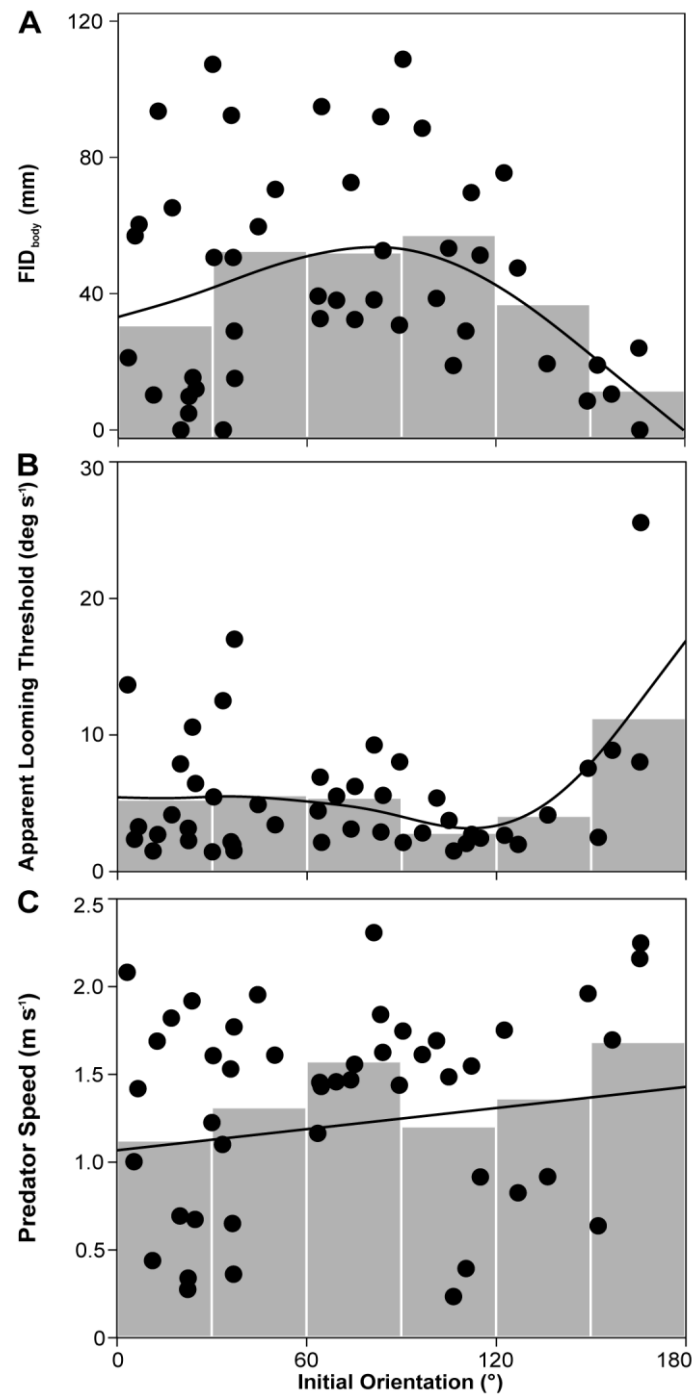 A
120
80
40
0
FIDbody (mm)
B
30
20
10
0
Apparent Looming Threshold (deg s-1)
C
2.5
2.0
1.5
1.0
0.5
0
Predator Speed (m s-1)
0 60 120 180
Initial Orientation (°)